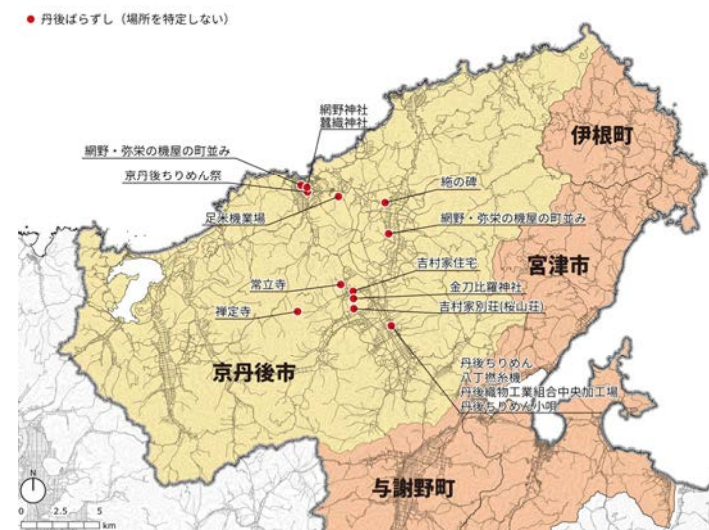 丹後ばらずし（場所を特定しない）
網野神社
蠶織神社
網野・弥栄の機屋の町並み
京丹後ちりめん祭
足米機業場
施の碑
網野・弥栄の機屋の町並み
伊根町
宮津市
吉村家住宅
常立寺
金刀比羅神社
吉村家別荘(桜山荘)
禅定寺
京丹後市
丹後ちりめん
八丁撚糸機
丹後織物工業組合中央加工場
丹後ちりめん小唄
与謝野町
N
0 2.5 5
km